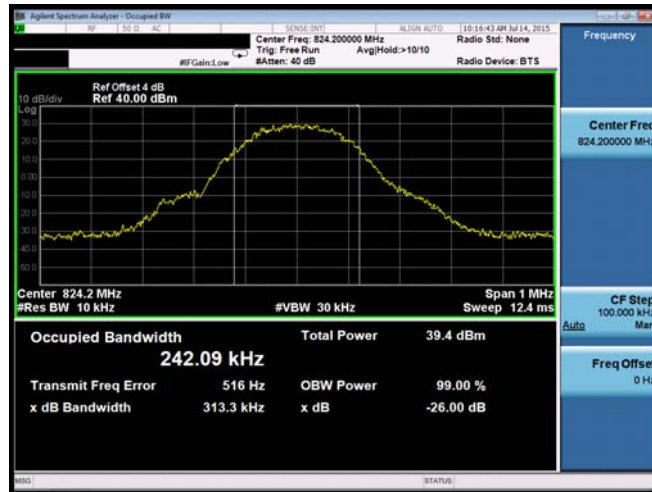 Agilent Spectrum Analyzer - Occupied BW
RF 50 Ω AC SENSE:INT ALIGN AUTO 10:16:43 AM Jul 14, 2015
Center Freq: 824.200000 MHz Radio Std: None
Trig: Free Run Avg|Hold:>10/10
#IFGain:Low #Atten: 40 dB Radio Device: BTS
Frequency
Ref Offset 4 dB
10 dB/div Ref 40.00 dBm
Log
30.0
20.0
10.0
0.00
-10.0
-20.0
-30.0
-40.0
-50.0
Center Freq
824.200000 MHz
Center 824.2 MHz Span 1 MHz
#Res BW 10 kHz #VBW 30 kHz Sweep 12.4 ms
CF Step
100.000 kHz
Auto Man
Occupied Bandwidth Total Power 39.4 dBm
242.09 kHz
Transmit Freq Error 516 Hz OBW Power 99.00 %
x dB Bandwidth 313.3 kHz x dB -26.00 dB
Freq Offset
0 Hz
MSG STATUS